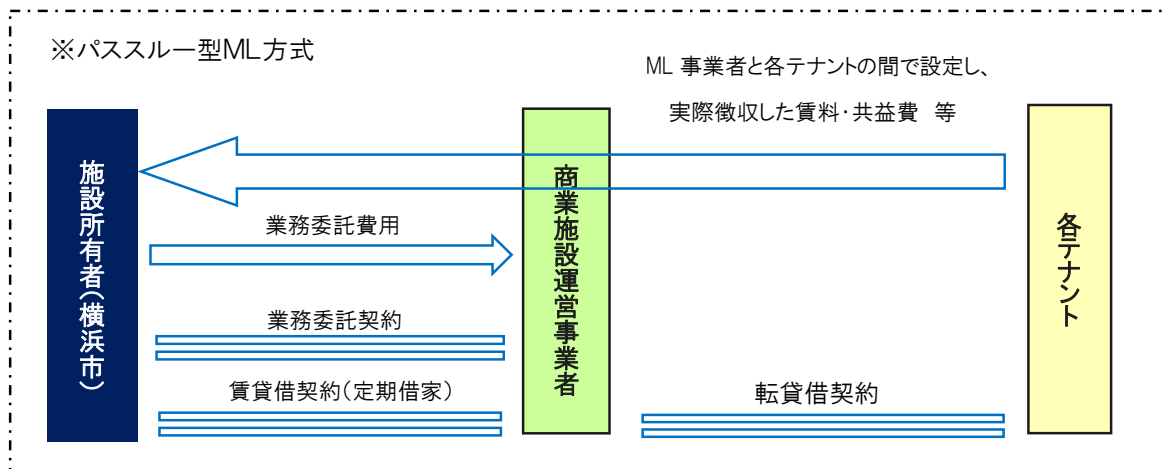 ※パススルー型ML方式
ML 事業者と各テナントの間で設定し、
実際徴収した賃料・共益費　等
施設所有者(横浜市)
業務委託費用
業務委託契約
賃貸借契約(定期借家)
商業施設運営事業者
転貸借契約
各テナント